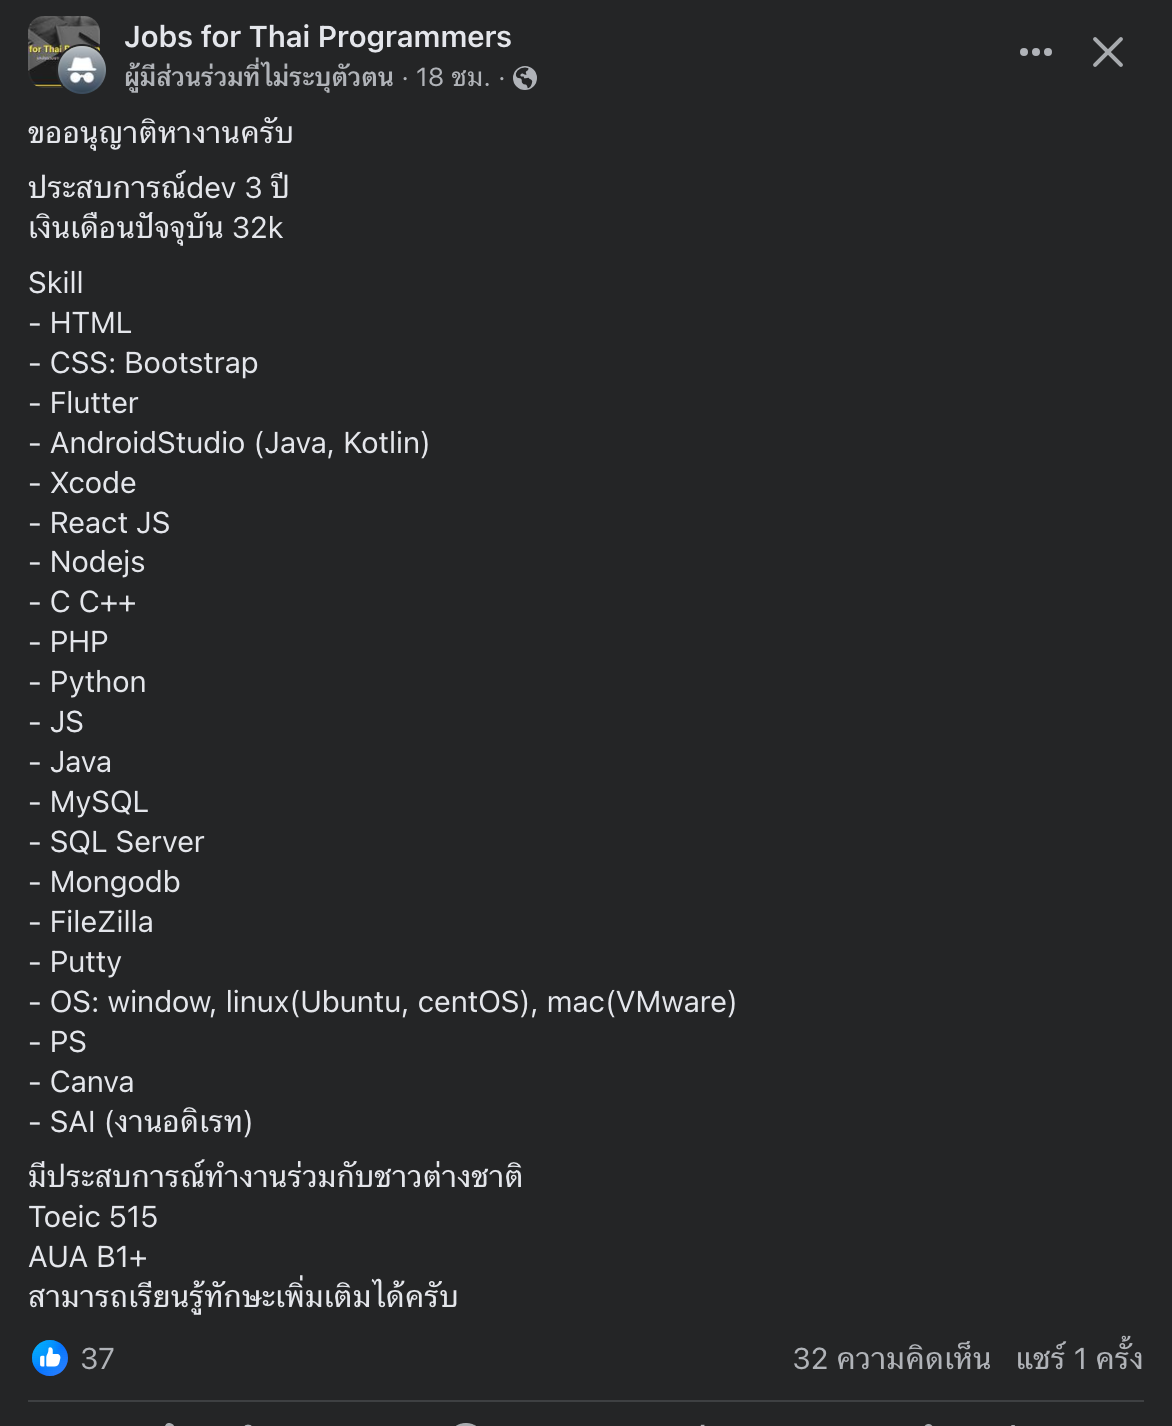 for Thai P
Jobs for Thai Programmers
ผู้มีส่วนร่วมที่ไม่ระบุตัวตน · 18 ชม. ·
ขออนุญาติหางานครับ
ประสบการณ์dev 3 ปี
เงินเดือนปัจจุบัน 32k
Skill
- HTML
- CSS: Bootstrap
- Flutter
- AndroidStudio (Java, Kotlin)
- Xcode
- React JS
- Nodejs
- C C++
- PHP
- Python
- JS
- Java
- MySQL
- SQL Server
- Mongodb
- FileZilla
- Putty
- OS: window, linux(Ubuntu, centOS), mac(VMware)
- PS
- Canva
- SAI (งานอดิเรท)
มีประสบการณ์ทำงานร่วมกับชาวต่างชาติ
Toeic 515
AUA B1+
สามารถเรียนรู้ทักษะเพิ่มเติมได้ครับ
37 32 ความคิดเห็น แชร์ 1 ครั้ง